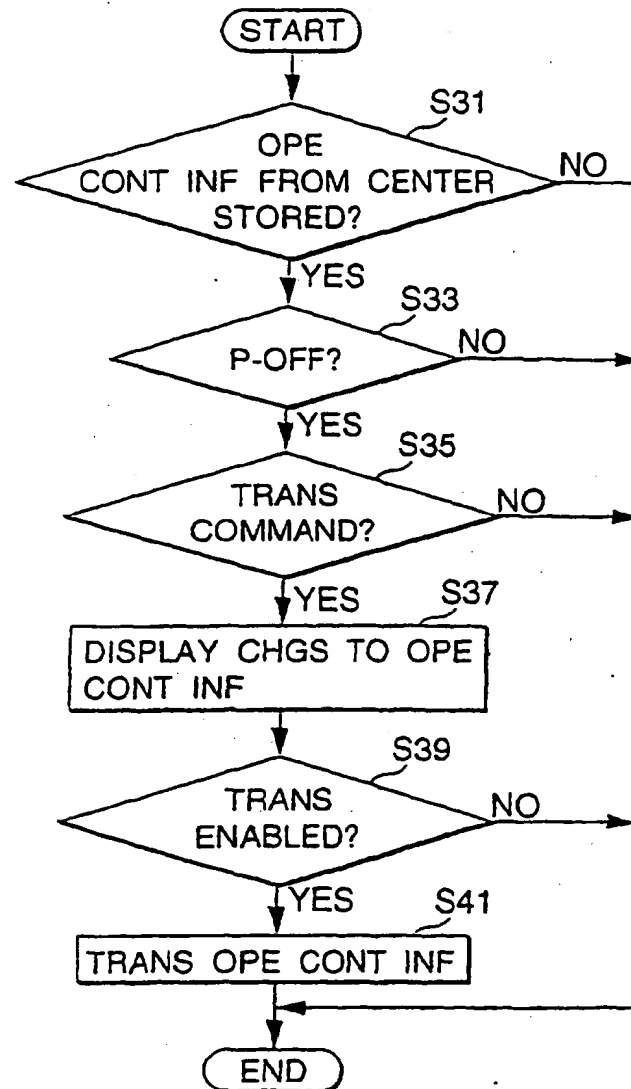 START
S31
OPE
CONT INF FROM CENTER
STORED?
NO
YES
S33
P-OFF?
NO
YES
S35
TRANS
COMMAND?
NO
YES
S37
DISPLAY CHGS TO OPE
CONT INF
S39
TRANS
ENABLED?
NO
YES
S41
TRANS OPE CONT INF
END